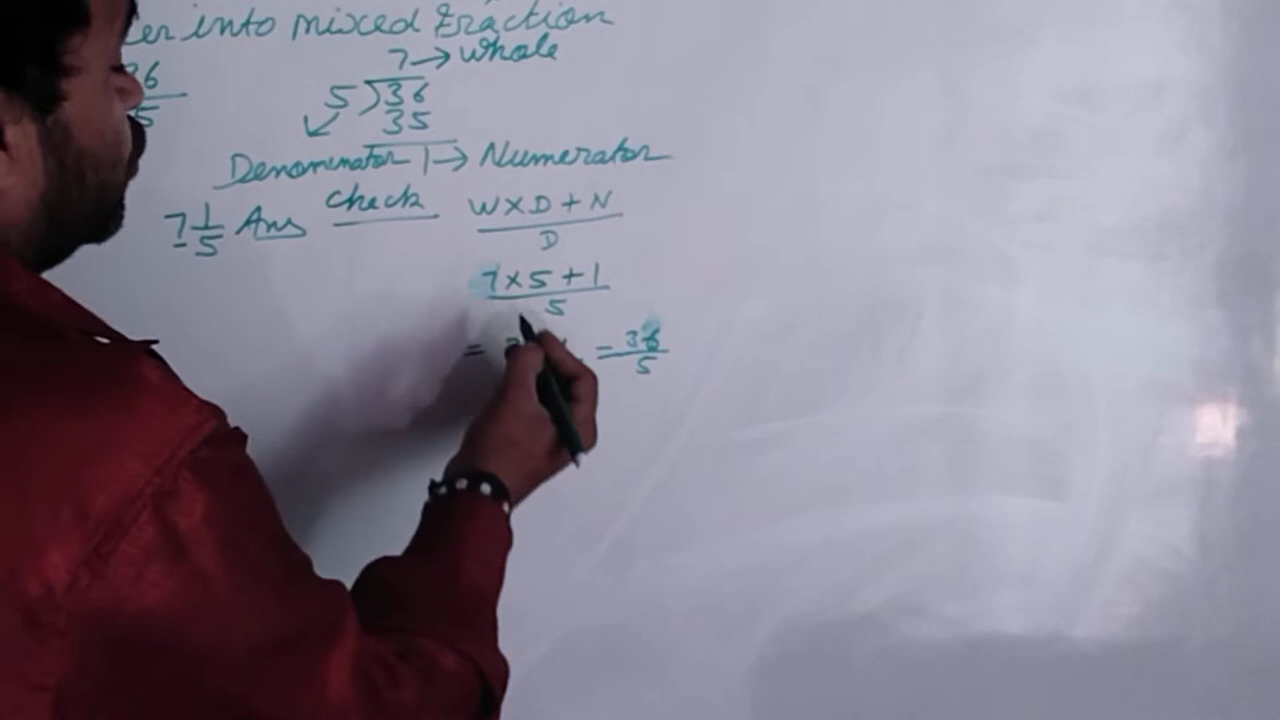 er into mixed Fraction
7 → Whole
36
5 ) 36
5
35
Denominator 1 → Numerator
7 1/5 Ans Check W×D+N
D
7×5+1
5
= = 36
5